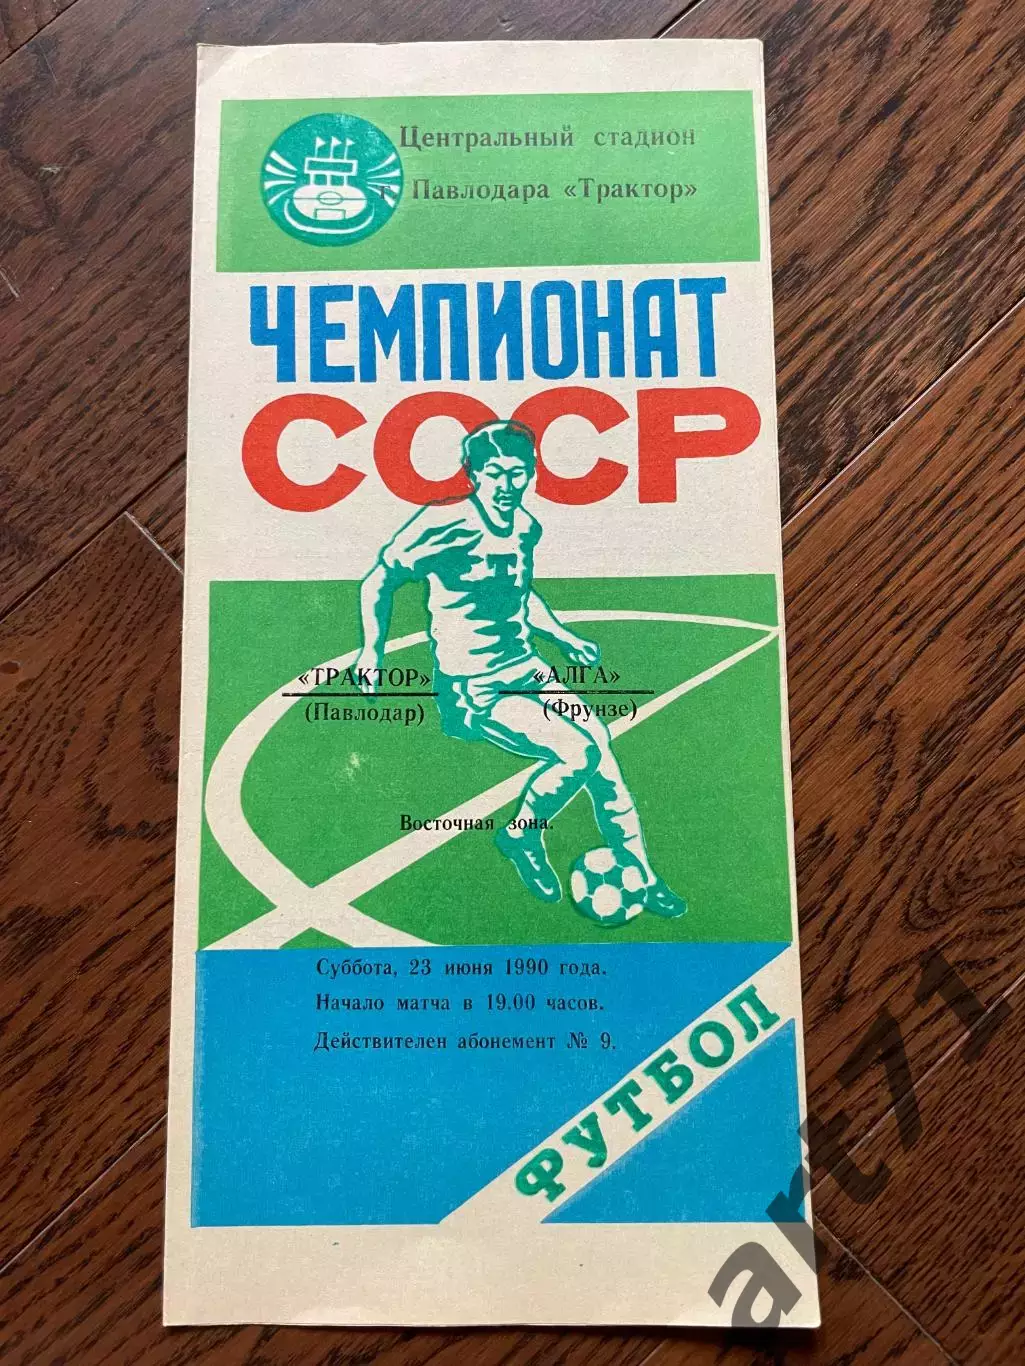 Центральный стадион
г. Павлодара «Трактор»
ЧЕМПИОНАТ
СССР
Т
«ТРАКТОР» «АЛГА»
(Павлодар) (Фрунзе)
Восточная зона.
Суббота, 23 июня 1990 года.
Начало матча в 19.00 часов.
Действителен абонемент № 9.
ФУТБОЛ
art71